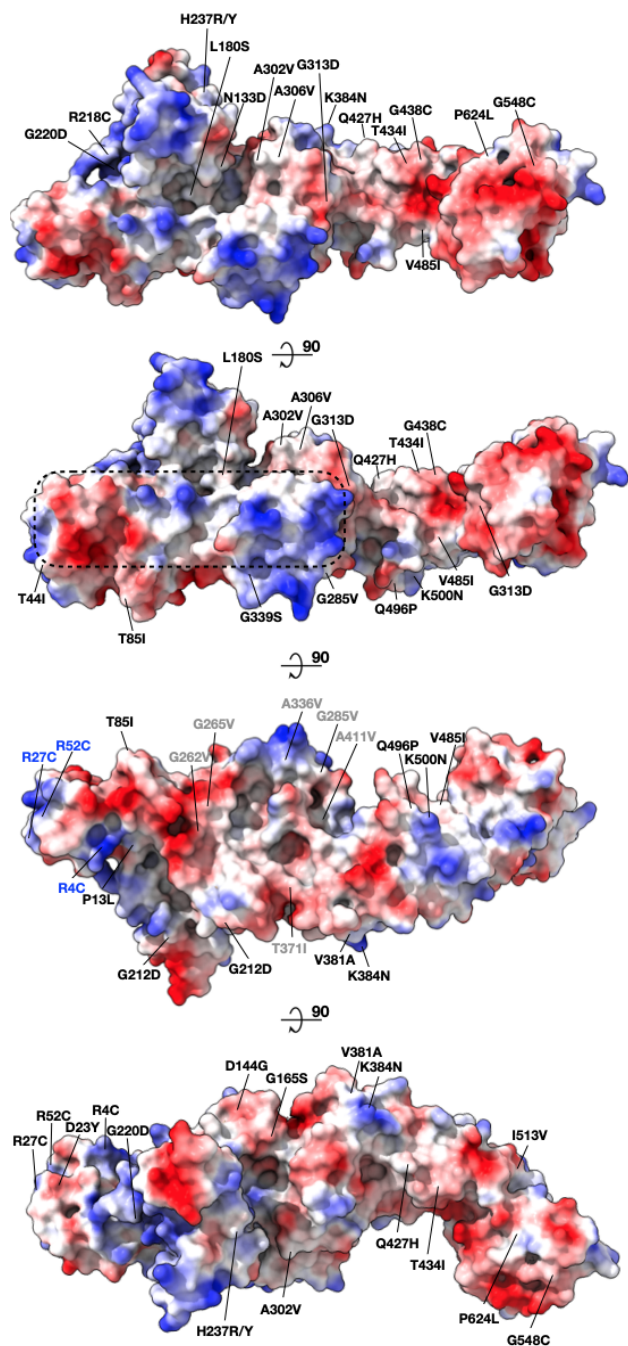 H237R/Y
L180S
G313D
A302V
N133D
A306V
K384N
R218C
Q427H
G438C
P624L
G548C
G220D
T434I
V485I
90
L180S
A306V
A302V
G313D
G438C
Q427H
T434I
T44I
V485I
G313D
G285V
K500N
Q496P
G339S
T85I
90
A336V
T85I
G265V
G285V
R52C
A411V
V485I
R27C
G262V
Q496P
K500N
R4C
P13L
G212D
G212D
T371I
V381A
K384N
90
V381A
D144G
K384N
G165S
R52C
R4C
D23Y
G220D
R27C
I513V
Q427H
T434I
A302V
P624L
H237R/Y
G548C